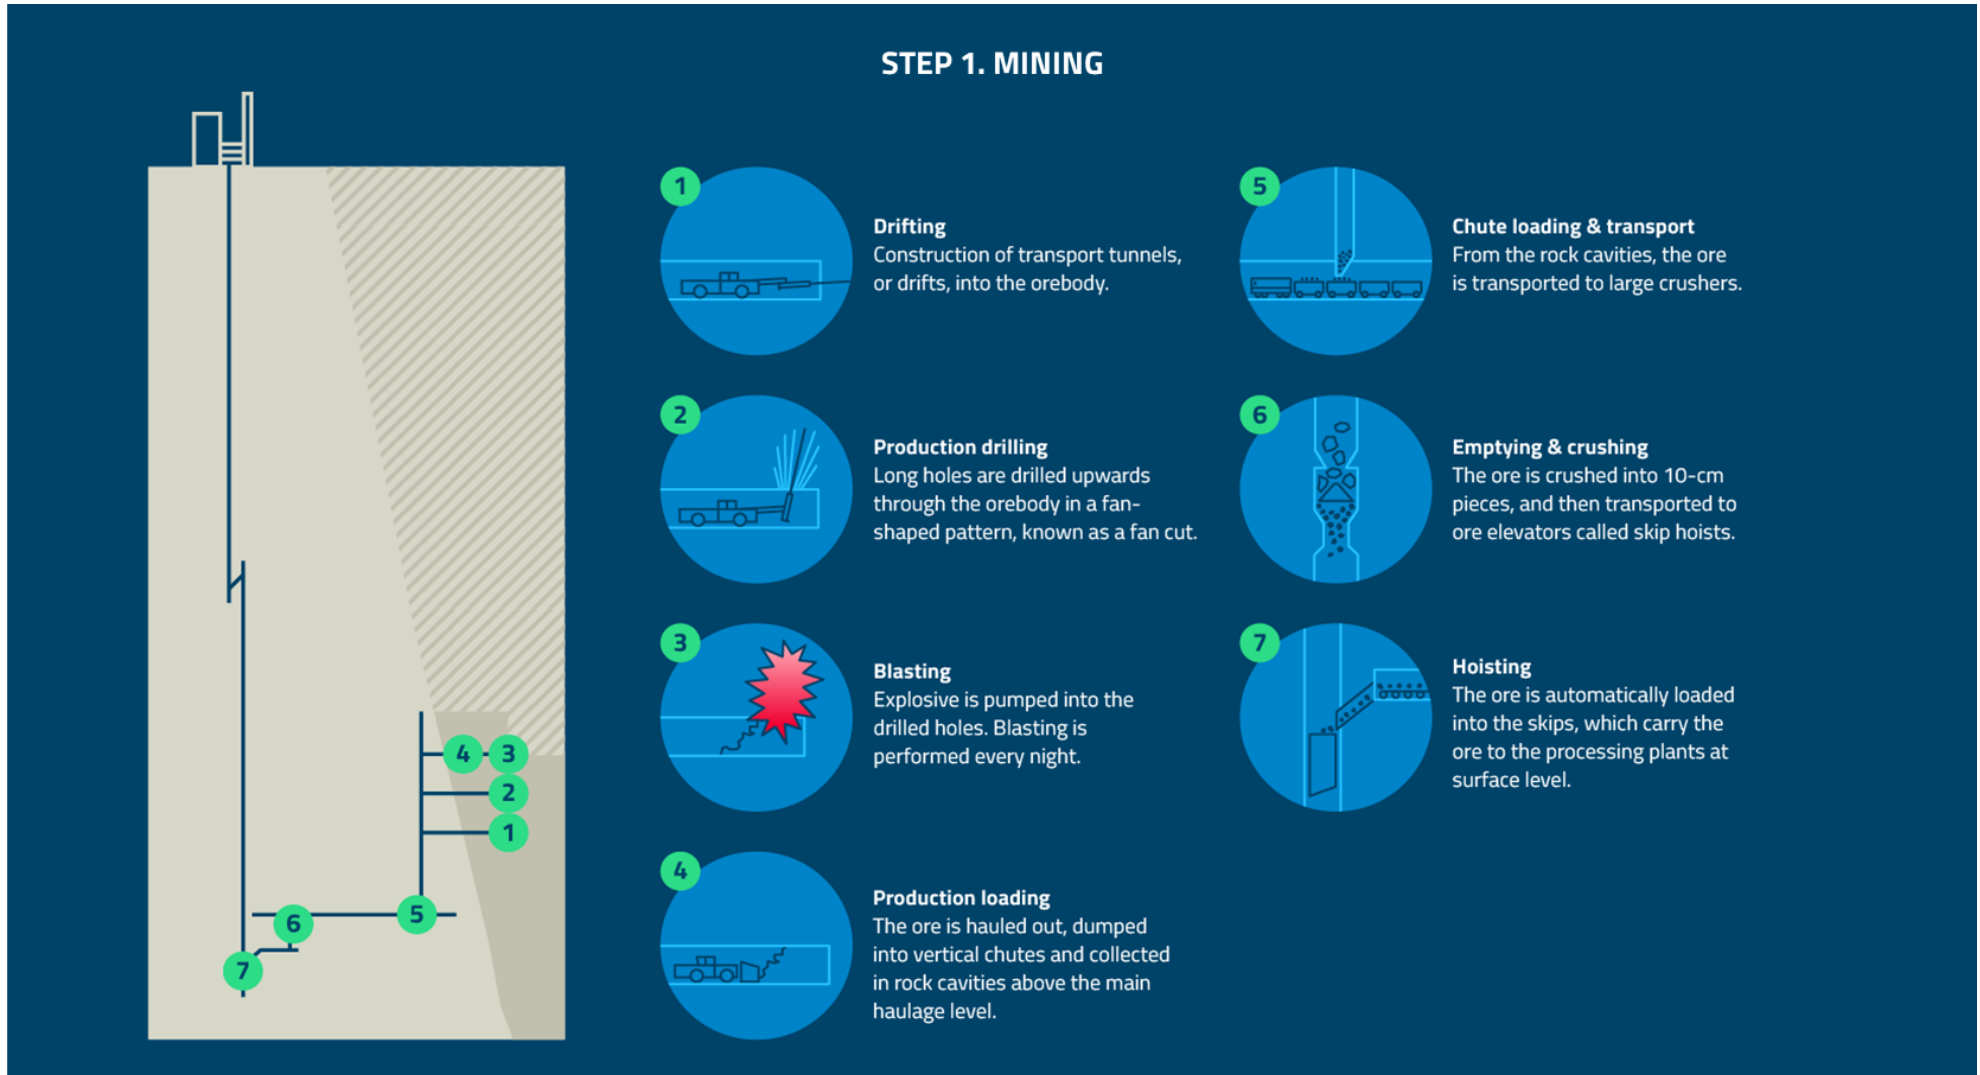 STEP 1. MINING
1
Drifting
Construction of transport tunnels,
or drifts, into the orebody.
2
Production drilling
Long holes are drilled upwards
through the orebody in a fan-
shaped pattern, known as a fan cut.
3
Blasting
Explosive is pumped into the
drilled holes. Blasting is
performed every night.
4
Production loading
The ore is hauled out, dumped
into vertical chutes and collected
in rock cavities above the main
haulage level.
5
Chute loading & transport
From the rock cavities, the ore
is transported to large crushers.
6
Emptying & crushing
The ore is crushed into 10-cm
pieces, and then transported to
ore elevators called skip hoists.
7
Hoisting
The ore is automatically loaded
into the skips, which carry the
ore to the processing plants at
surface level.
4 3
2
1
5
6
7